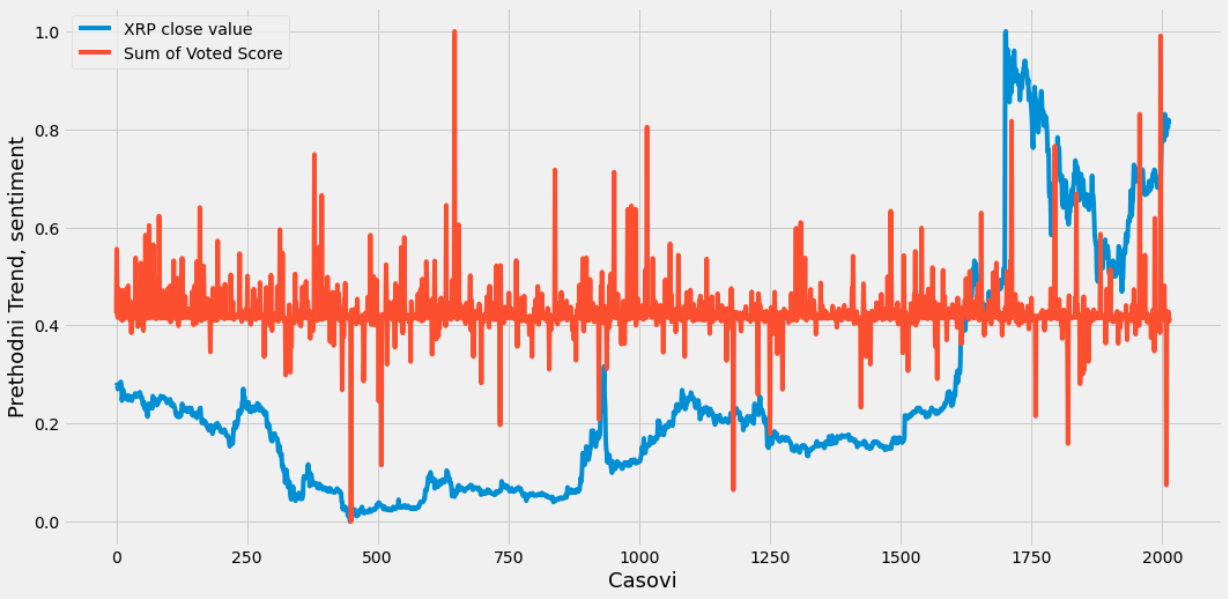 XRP close value
Sum of Voted Score
Prethodni Trend, sentiment
1.0
0.8
0.6
0.4
0.2
0.0
0 250 500 750 1000 1250 1500 1750 2000
Casovi